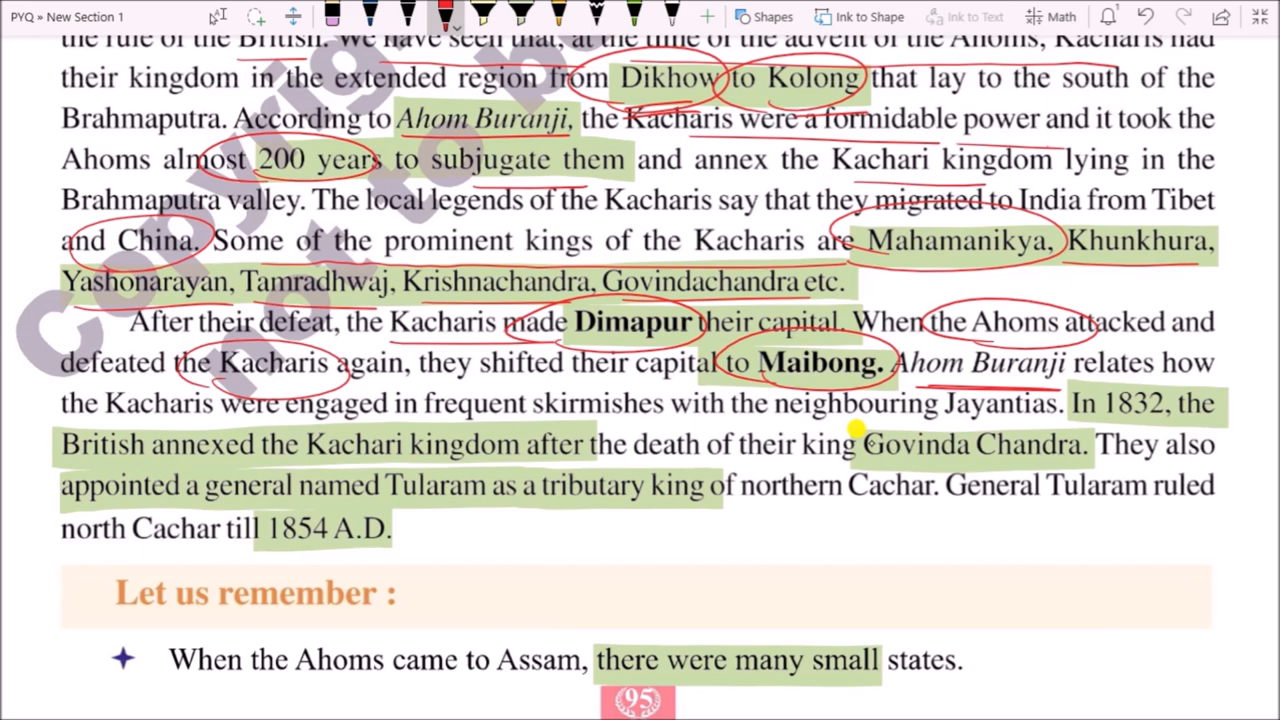 PYQ » New Section 1
Shapes
Ink to Shape
Ink to Text
Math
the rule of the British. We have seen that, at the time of the advent of the Ahoms, Kacharis had
their kingdom in the extended region from Dikhow to Kolong that lay to the south of the
Brahmaputra. According to Ahom Buranji, the Kacharis were a formidable power and it took the
Ahoms almost 200 years to subjugate them and annex the Kachari kingdom lying in the
Brahmaputra valley. The local legends of the Kacharis say that they migrated to India from Tibet
and China. Some of the prominent kings of the Kacharis are Mahamanikya, Khunkhura,
Yashonarayan, Tamradhwaj, Krishnachandra, Govindachandra etc.
After their defeat, the Kacharis made Dimapur their capital. When the Ahoms attacked and
defeated the Kacharis again, they shifted their capital to Maibong. Ahom Buranji relates how
the Kacharis were engaged in frequent skirmishes with the neighbouring Jayantias. In 1832, the
British annexed the Kachari kingdom after the death of their king Govinda Chandra. They also
appointed a general named Tularam as a tributary king of northern Cachar. General Tularam ruled
north Cachar till 1854 A.D.
Let us remember :
When the Ahoms came to Assam, there were many small states.
95